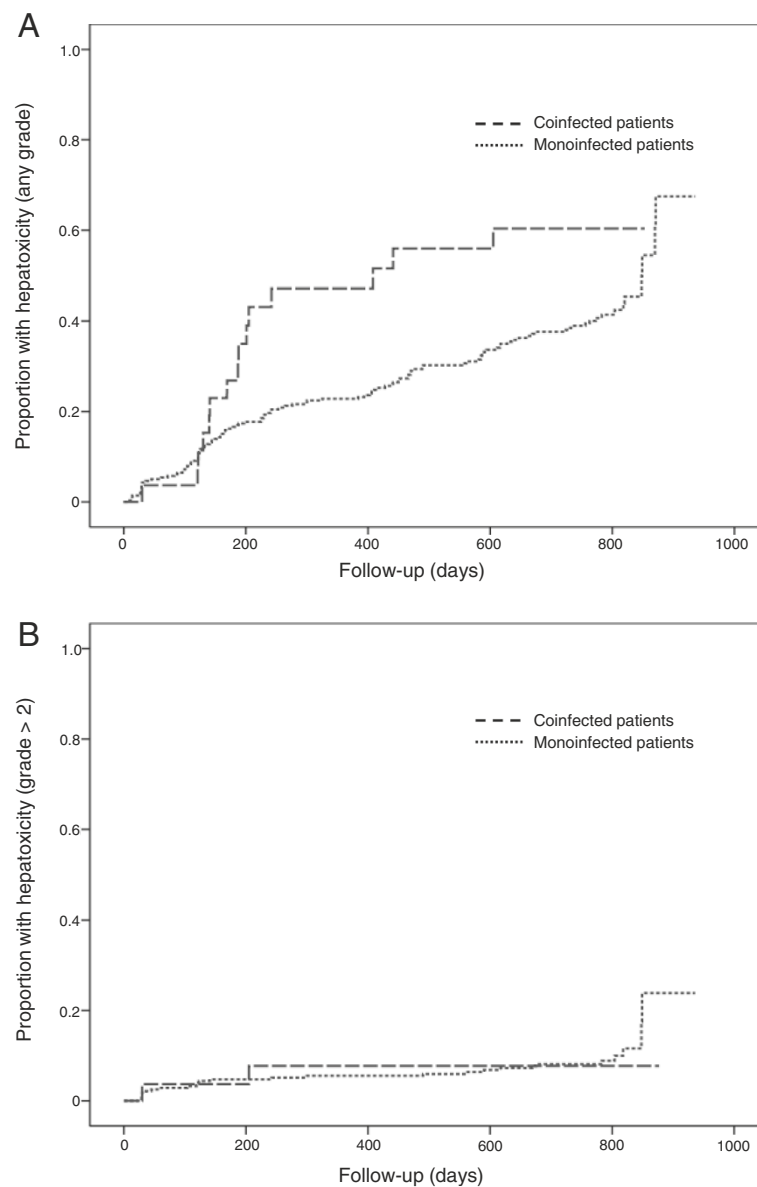 A
Proportion with hepatoxicity (any grade)
1.0
0.8
0.6
0.4
0.2
0
Coinfected patients
Monoinfected patients
0 200 400 600 800 1000
Follow-up (days)
B
Proportion with hepatoxicity (grade > 2)
1.0
0.8
0.6
0.4
0.2
0
Coinfected patients
Monoinfected patients
0 200 400 600 800 1000
Follow-up (days)